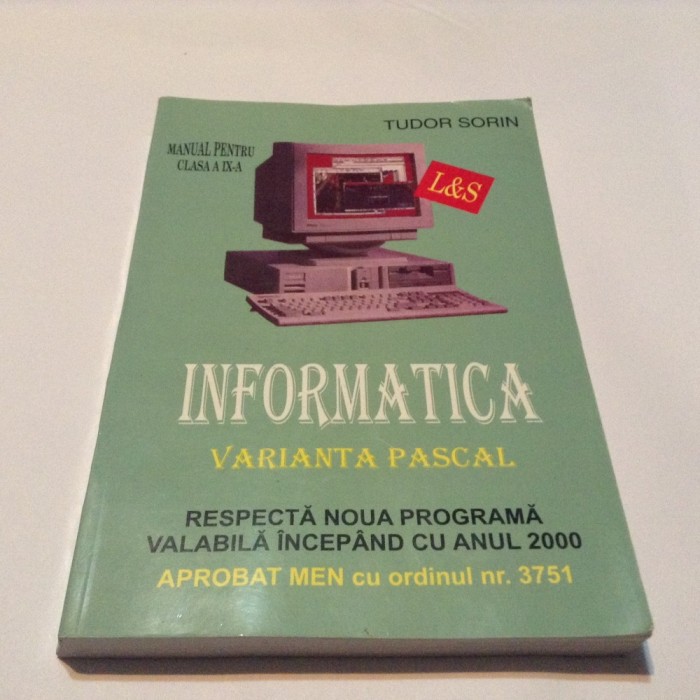 TUDOR SORIN
MANUAL PENTRU
CLASA A IX-A
L&S
INFORMATICA
VARIANTA PASCAL
RESPECTĂ NOUA PROGRAMĂ
VALABILĂ ÎNCEPÂND CU ANUL 2000
APROBAT MEN cu ordinul nr. 3751